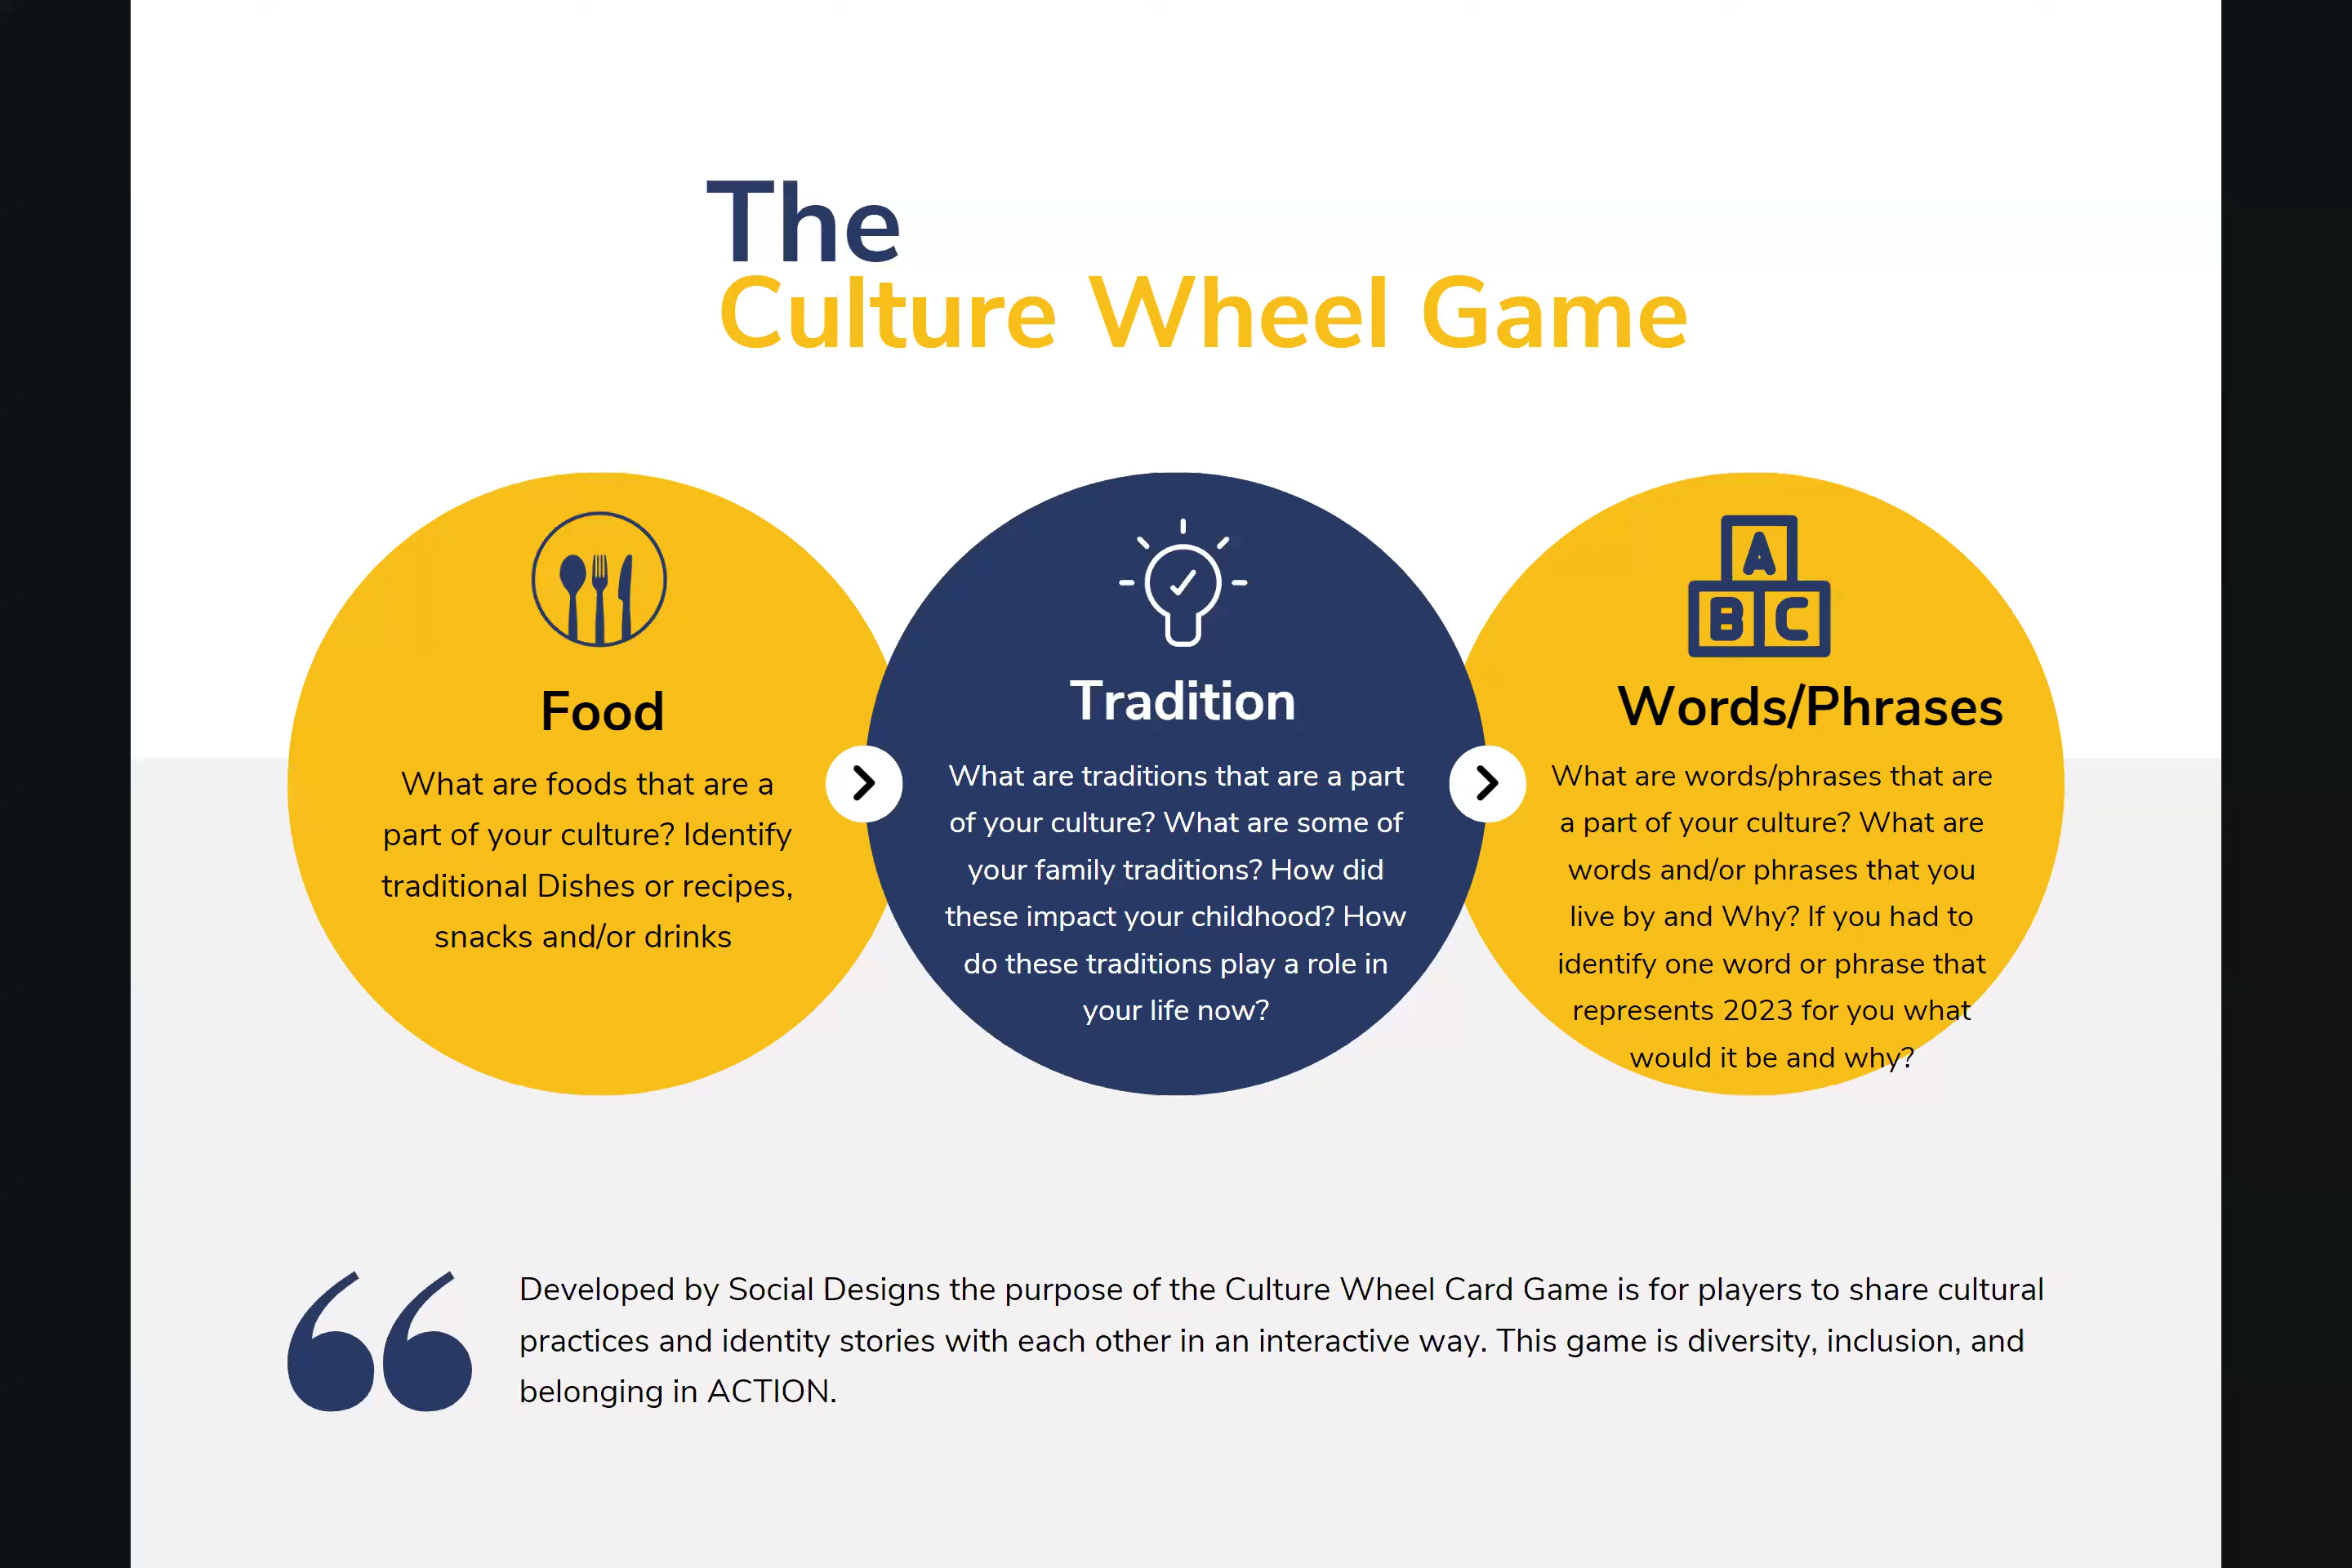 The
Culture Wheel Game
A
B C
Food
What are foods that are a
part of your culture? Identify
traditional Dishes or recipes,
snacks and/or drinks
Tradition
What are traditions that are a part
of your culture? What are some of
your family traditions? How did
these impact your childhood? How
do these traditions play a role in
your life now?
Words/Phrases
What are words/phrases that are
a part of your culture? What are
words and/or phrases that you
live by and Why? If you had to
identify one word or phrase that
represents 2023 for you what
would it be and why?
Developed by Social Designs the purpose of the Culture Wheel Card Game is for players to share cultural
practices and identity stories with each other in an interactive way. This game is diversity, inclusion, and
belonging in ACTION.